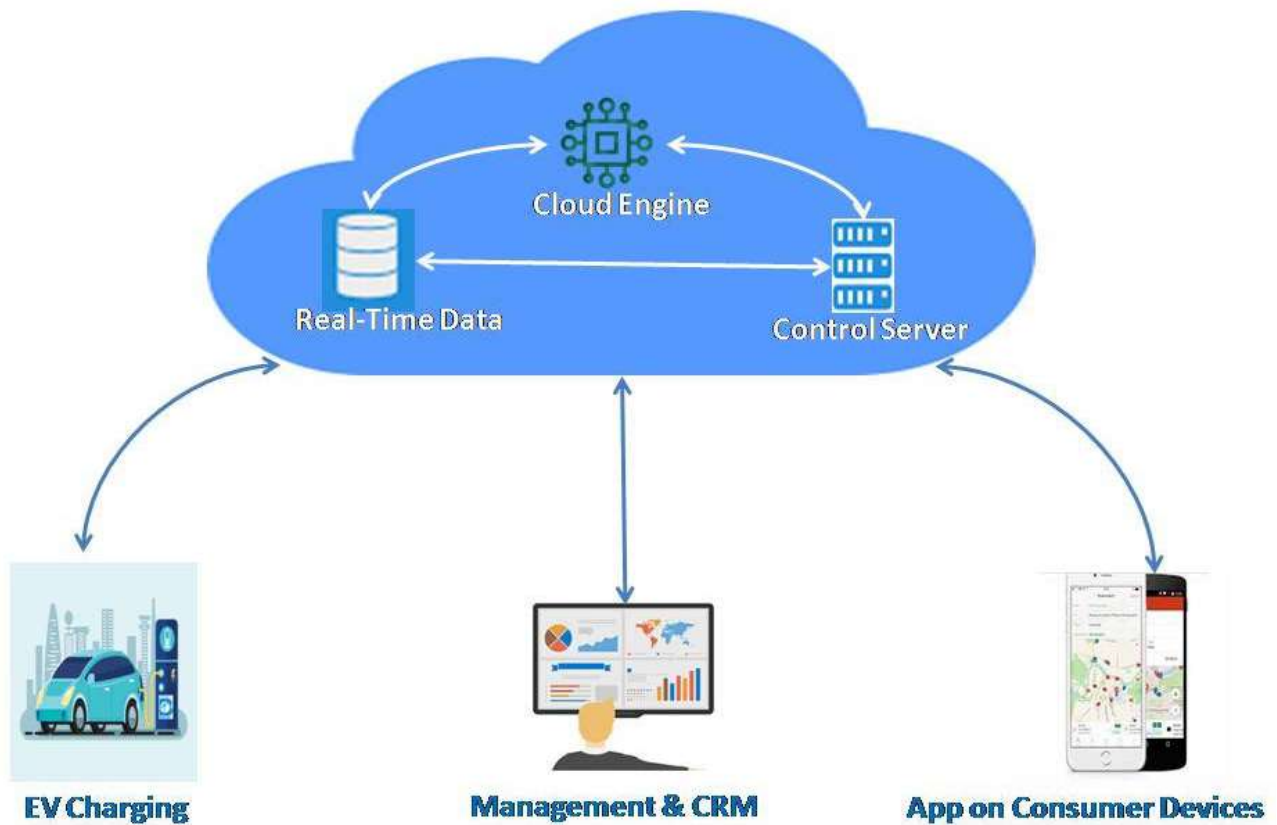 Cloud Engine
Real-Time Data
Control Server
EV Charging
Management & CRM
App on Consumer Devices